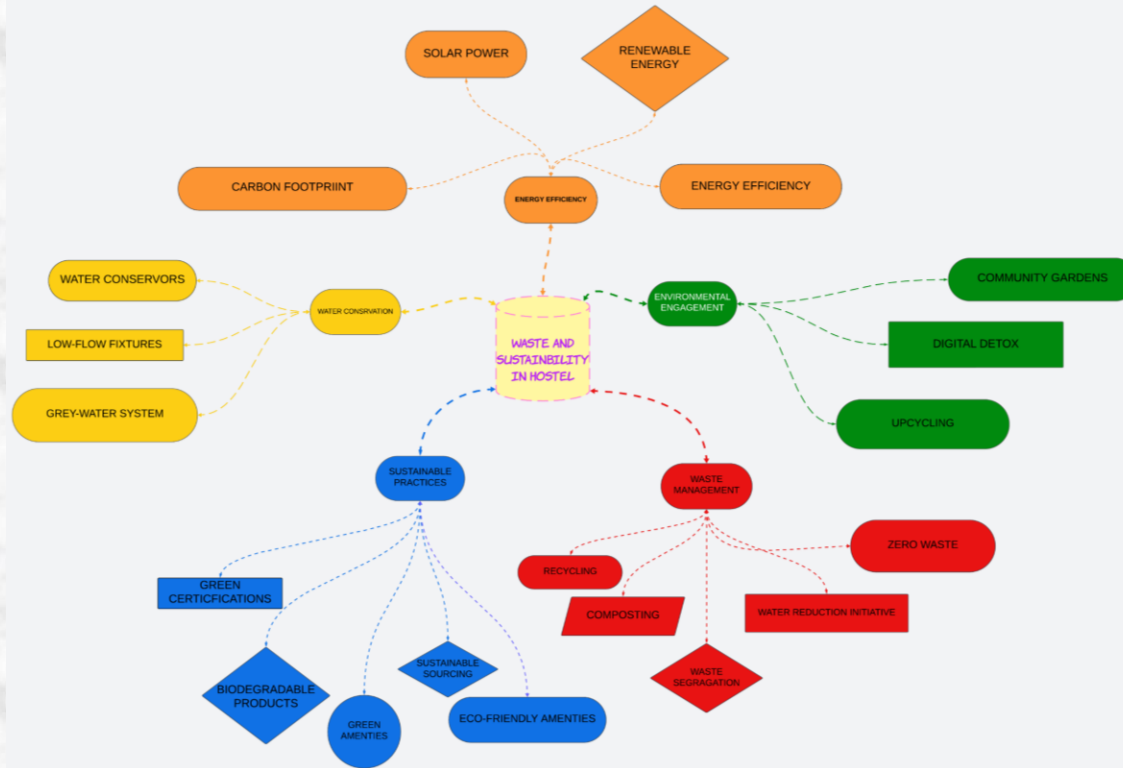 SOLAR POWER
RENEWABLE
ENERGY
CARBON FOOTPRIINT
ENERGY EFFICIENCY
ENERGY EFFICIENCY
WATER CONSERVORS
LOW-FLOW FIXTURES
GREY-WATER SYSTEM
WATER CONSRVATION
WASTE AND
SUSTAINBILITY
IN HOSTEL
ENVIRONMENTAL
ENGAGEMENT
COMMUNITY GARDENS
DIGITAL DETOX
UPCYCLING
SUSTAINABLE
PRACTICES
GREEN
CERTICFICATIONS
BIODEGRADABLE
PRODUCTS
GREEN
AMENTIES
SUSTAINABLE
SOURCING
ECO-FRIENDLY AMENTIES
WASTE
MANAGEMENT
RECYCLING
COMPOSTING
WASTE
SEGRAGATION
WATER REDUCTION INITIATIVE
ZERO WASTE